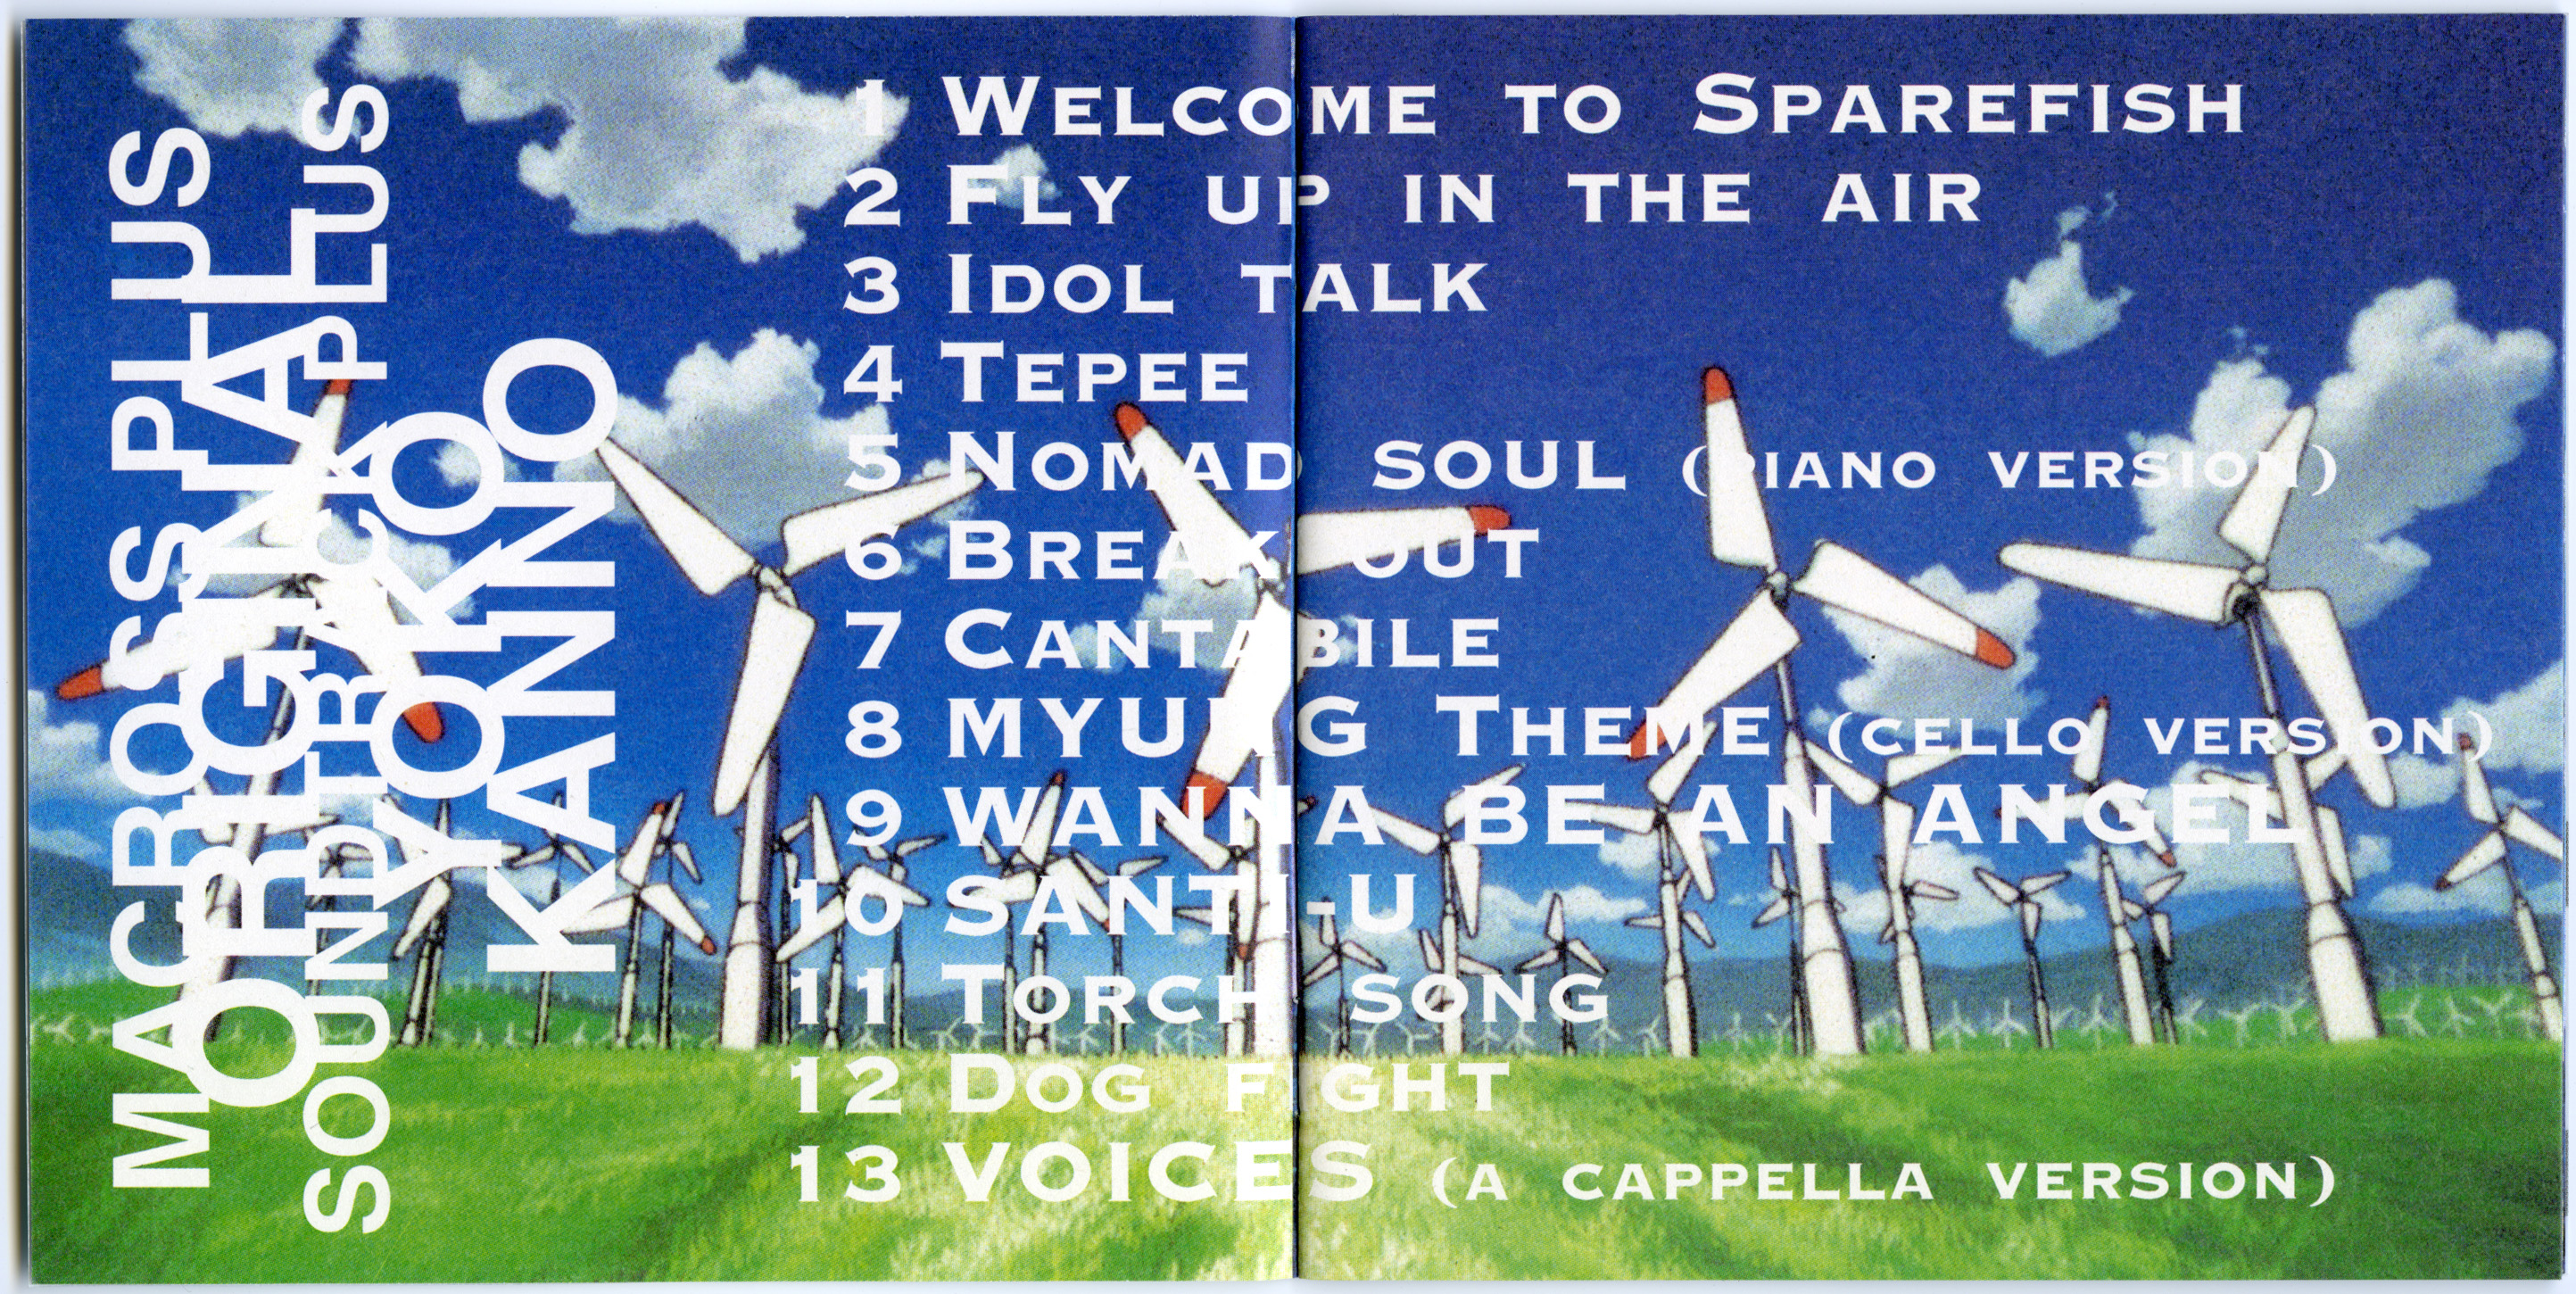 MACROSS PLUS
ORIGINAL
SOUNDTRACK PLUS
YOKO
KANNO
1 WELCOME TO SPAREFISH
2 FLY UP IN THE AIR
3 IDOL TALK
4 TEPEE
5 NOMAD SOUL (PIANO VERSION)
6 BREAK OUT
7 CANTABILE
8 MYUNG THEME (CELLO VERSION)
9 WANNA BE AN ANGEL
10 SANTI-U
11 TORCH SONG
12 DOG FIGHT
13 VOICES (A CAPPELLA VERSION)